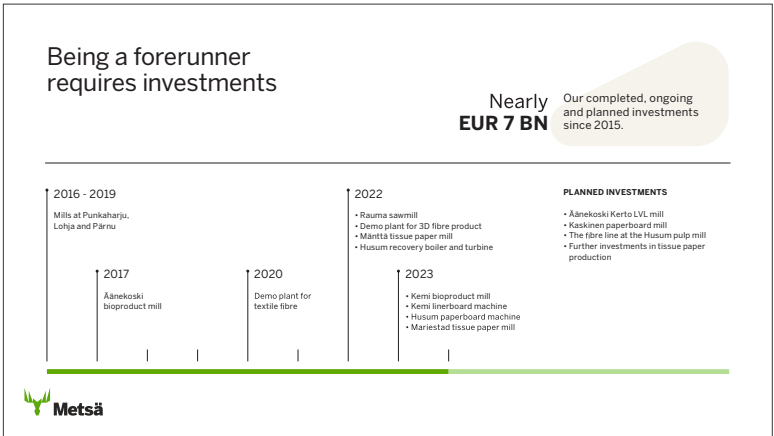 Being a forerunner
requires investments
Nearly
EUR 7 BN
Our completed, ongoing
and planned investments
since 2015.
2016 - 2019
Mills at Punkaharju,
Lohja and Pärnu
2017
Äänekoski
bioproduct mill
2020
Demo plant for
textile fibre
2022
• Rauma sawmill
• Demo plant for 3D fibre product
• Mänttä tissue paper mill
• Husum recovery boiler and turbine
2023
• Kemi bioproduct mill
• Kemi linerboard machine
• Husum paperboard machine
• Mariestad tissue paper mill
PLANNED INVESTMENTS
• Äänekoski Kerto LVL mill
• Kaskinen paperboard mill
• The fibre line at the Husum pulp mill
• Further investments in tissue paper
production
Metsä